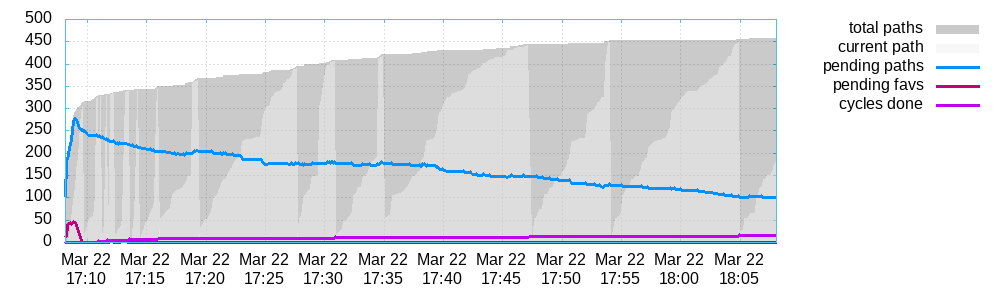 500
450
400
350
300
250
200
150
100
50
0
Mar 22 Mar 22 Mar 22 Mar 22 Mar 22 Mar 22 Mar 22 Mar 22 Mar 22 Mar 22 Mar 22 Mar 22
17:10 17:15 17:20 17:25 17:30 17:35 17:40 17:45 17:50 17:55 18:00 18:05
total paths
current path
pending paths
pending favs
cycles done